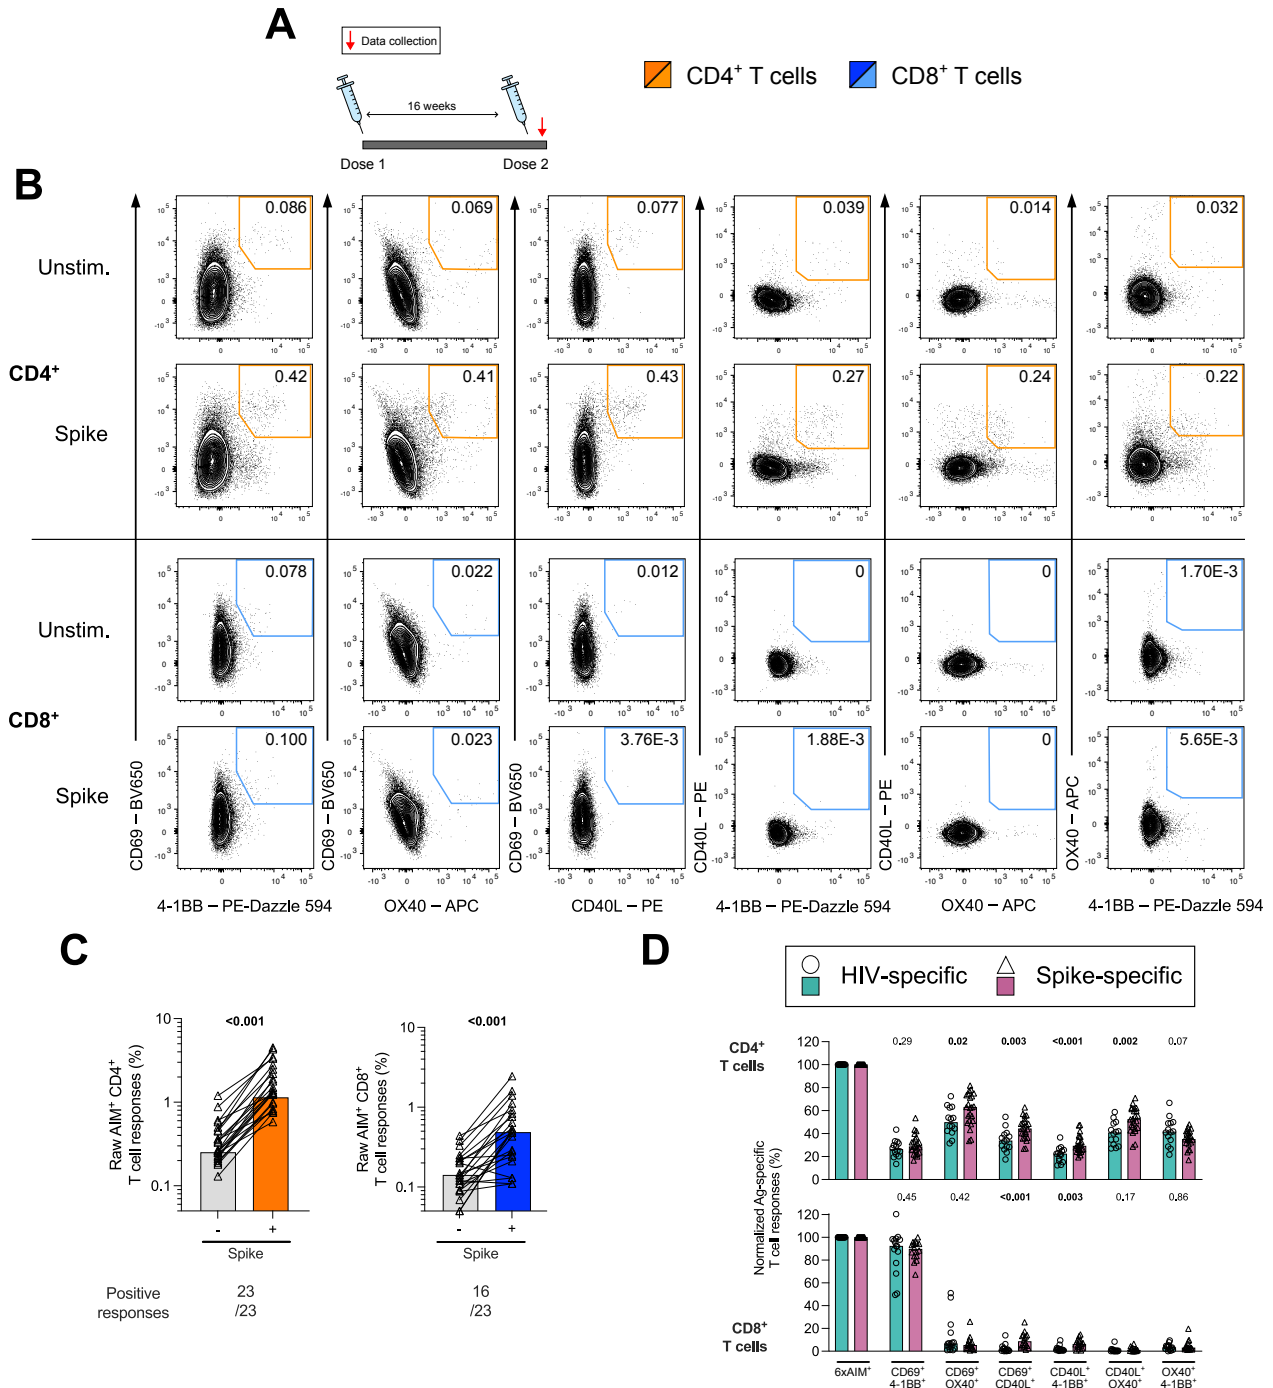 A
Data collection
16 weeks
Dose 1
Dose 2
CD4+ T cells
CD8+ T cells
B
Unstim.
CD4+
Spike
Unstim.
CD8+
Spike
0.086
0.069
0.077
0.039
0.014
0.032
0.42
0.41
0.43
0.27
0.24
0.22
0.078
0.022
0.012
0
0
1.70E-3
0.100
0.023
3.76E-3
1.88E-3
0
5.65E-3
CD69 – BV650
CD69 – BV650
CD69 – BV650
CD40L – PE
CD40L – PE
OX40 – APC
4-1BB – PE-Dazzle 594
OX40 – APC
CD40L – PE
4-1BB – PE-Dazzle 594
OX40 – APC
4-1BB – PE-Dazzle 594
C
Raw AIM+ CD4+
T cell responses (%)
<0.001
10
1
0.1
- +
Spike
Raw AIM+ CD8+
T cell responses (%)
<0.001
10
1
0.1
- +
Spike
Positive
responses
23
/23
16
/23
D
HIV-specific
Spike-specific
CD4+
T cells
0.29 0.02 0.003 <0.001 0.002 0.07
120
100
80
60
40
20
0
Normalized Ag-specific
T cell responses (%)
0.45 0.42 <0.001 0.003 0.17 0.86
120
100
80
60
40
20
0
CD8+
T cells
6xAIM+
CD69+
4-1BB+
CD69+
OX40+
CD69+
CD40L+
CD40L+
4-1BB+
CD40L+
OX40+
OX40+
4-1BB+